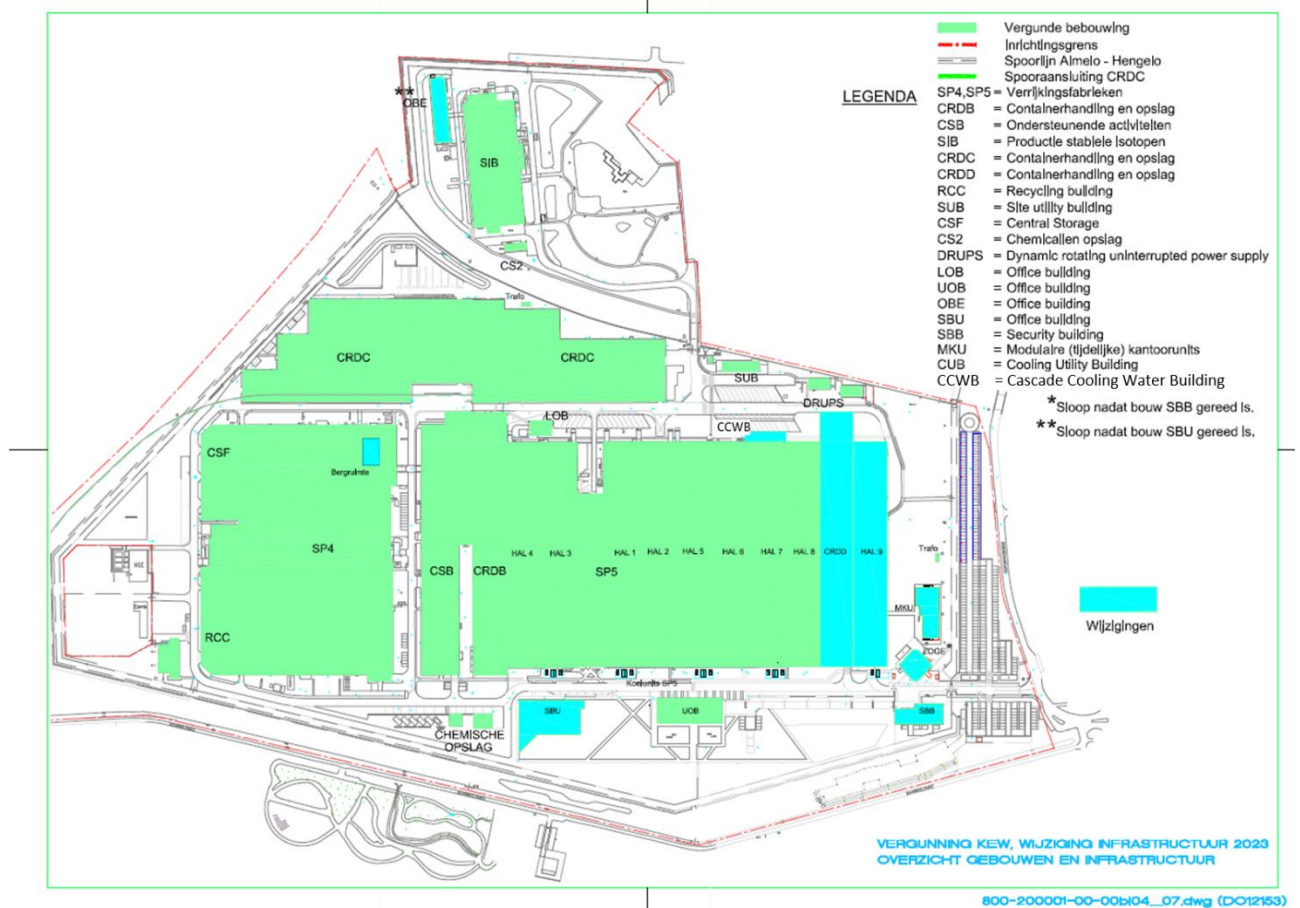 LEGENDA
Vergunde bebouwing
Inrichtingsgrens
Spoorlijn Almelo - Hengelo
Spooraansluiting CRDC
SP4,SP5 = Verrijkingsfabrieken
CRDB = Containerhandling en opslag
CSB = Ondersteunende activiteiten
SIB = Productie stabiele isotopen
CRDC = Containerhandling en opslag
CRDD = Containerhandling en opslag
RCC = Recycling building
SUB = Site utility building
CSF = Central Storage
CS2 = Chemicallen opslag
DRUPS = Dynamic rotating uninterrupted power supply
LOB = Office building
UOB = Office building
OBE = Office building
SBU = Office building
SBB = Security building
MKU = Modulaire (tijdelijke) kantoorunits
CUB = Cooling Utility Building
CCWB = Cascade Cooling Water Building
*Sloop nadat bouw SBB gereed is.
**Sloop nadat bouw SBU gereed is.
**
OBE
SIB
CS2
Trafo
CRDC
CRDC
SUB
DRUPS
LOB
CCWB
CSF
Bergruimte
SP4
CSB
CRDB
HAL 4
HAL 3
HAL 1
HAL 2
HAL 5
HAL 6
HAL 7
HAL 8
CRDD
HAL 9
SP5
Trafo
MKU
RCC
ZOGE*
Koelunits SP5
SBU
UOB
SBB
CHEMISCHE
OPSLAG
Wijzigingen
VERGUNNING KEW, WIJZIGING INFRASTRUCTUUR 2023
OVERZICHT GEBOUWEN EN INFRASTRUCTUUR
800-200001-00-00bl04__07.dwg (DO12153)